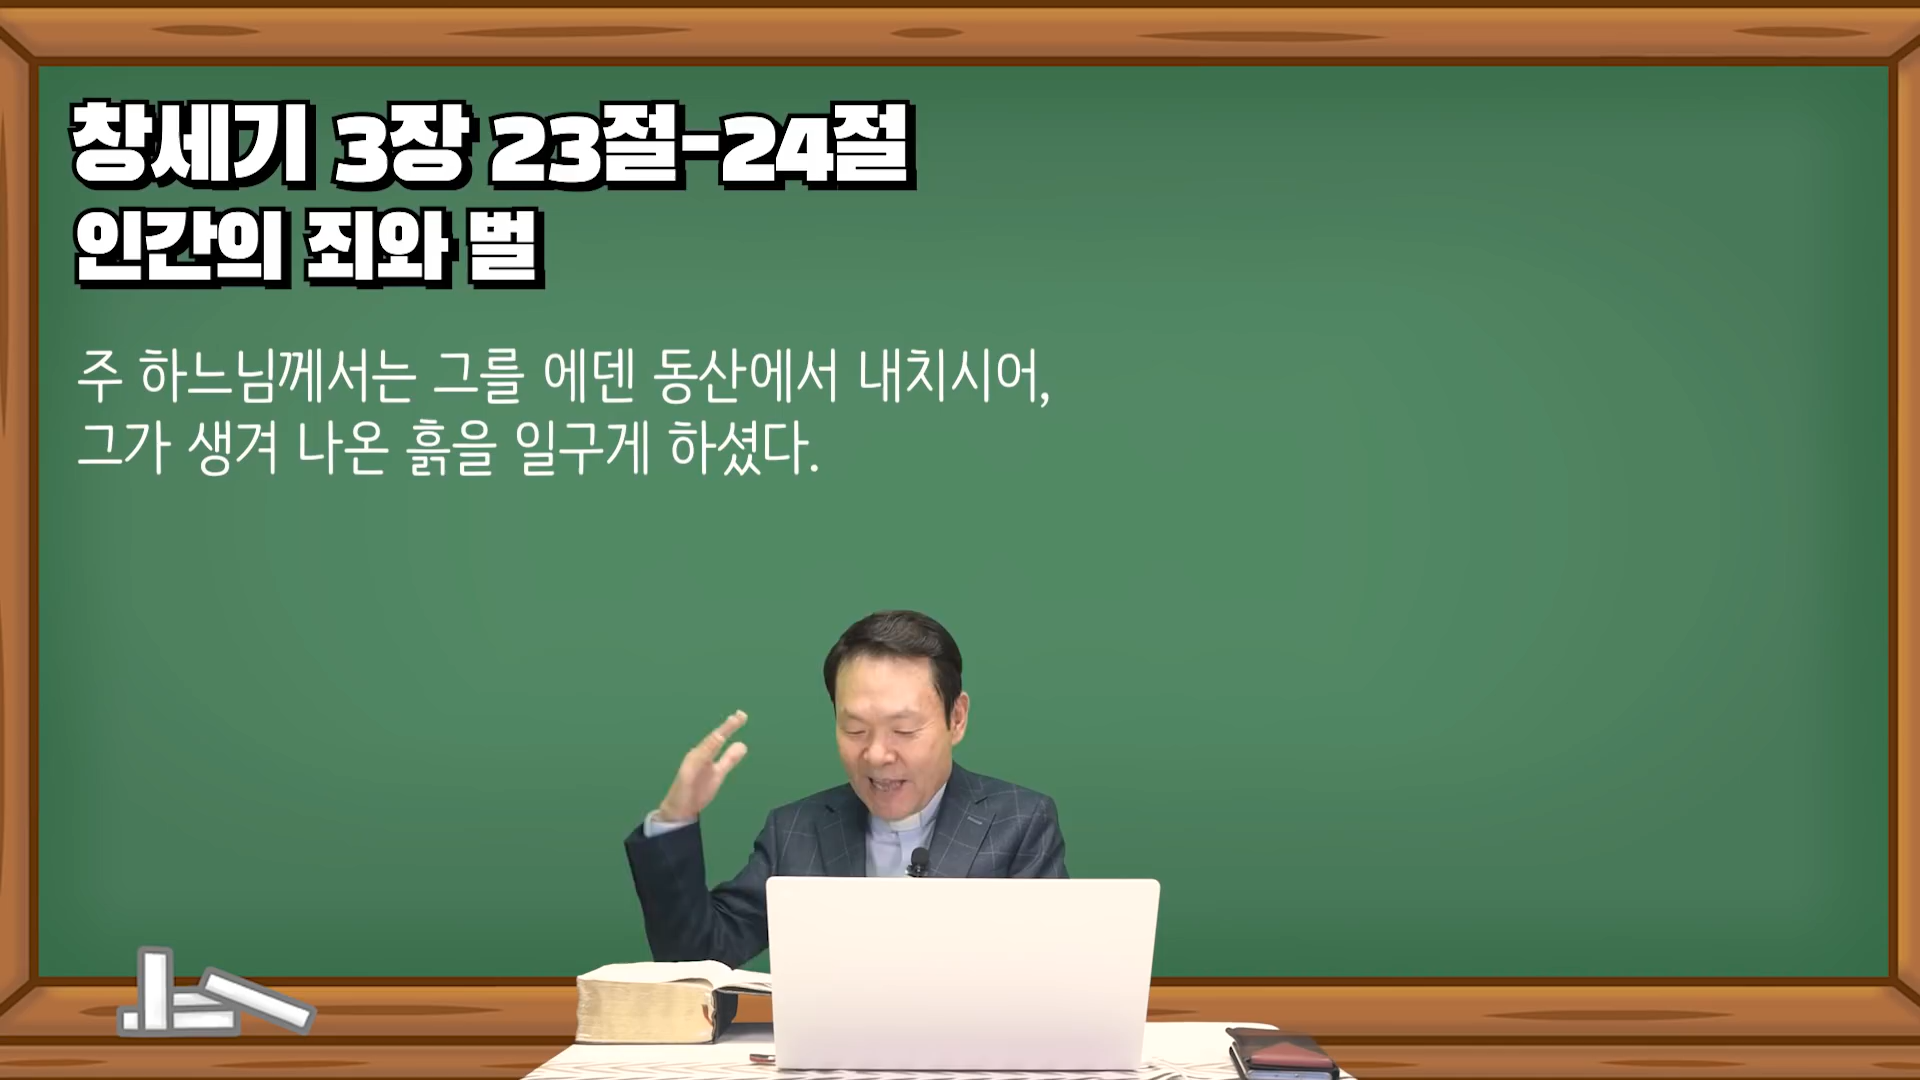 창세기 3장 23절-24절
인간의 죄와 벌
주 하느님께서는 그를 에덴 동산에서 내치시어,
그가 생겨 나온 흙을 일구게 하셨다.